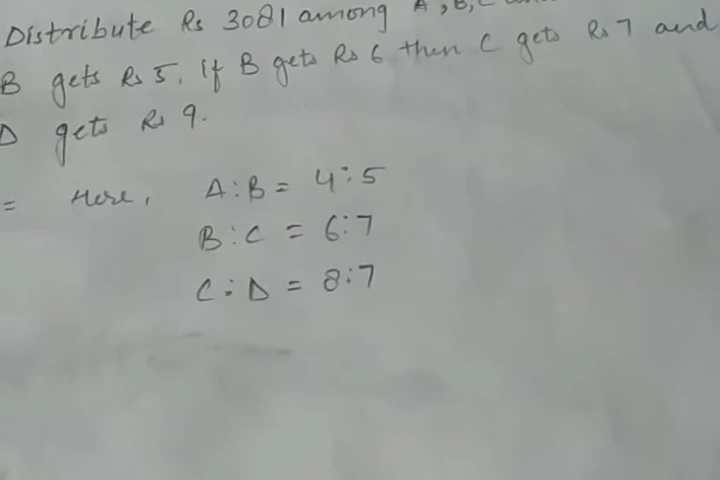 Distribute Rs 3081 among A, B, C
B gets Rs 5. If B gets Rs 6 then C gets Rs 7 and
D gets Rs 9.
= Here, A:B = 4:5
B:C = 6:7
C:D = 8:7